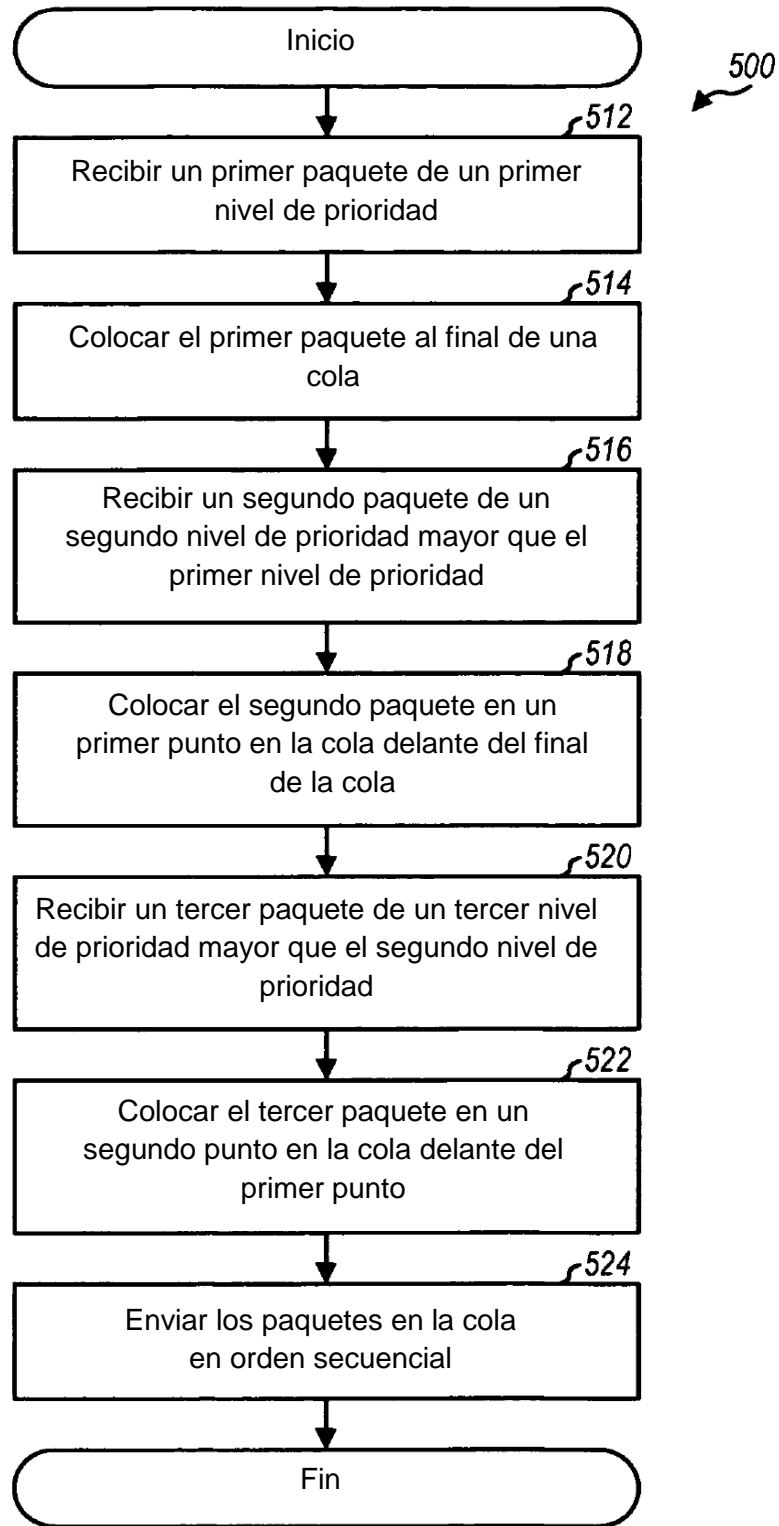 Inicio
500
512
Recibir un primer paquete de un primer
nivel de prioridad
514
Colocar el primer paquete al final de una
cola
516
Recibir un segundo paquete de un
segundo nivel de prioridad mayor que el
primer nivel de prioridad
518
Colocar el segundo paquete en un
primer punto en la cola delante del final
de la cola
520
Recibir un tercer paquete de un tercer nivel
de prioridad mayor que el segundo nivel de
prioridad
522
Colocar el tercer paquete en un
segundo punto en la cola delante del
primer punto
524
Enviar los paquetes en la cola
en orden secuencial
Fin